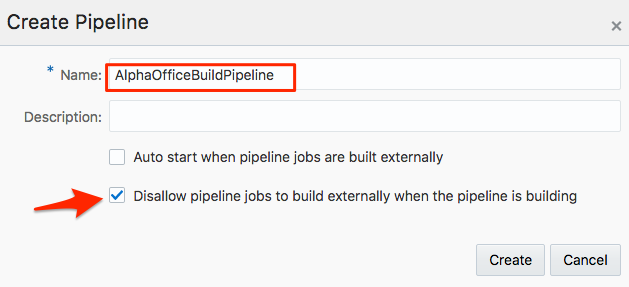 Create Pipeline
* Name: AlphaOfficeBuildPipeline
Description:
Auto start when pipeline jobs are built externally
Disallow pipeline jobs to build externally when the pipeline is building
Create Cancel